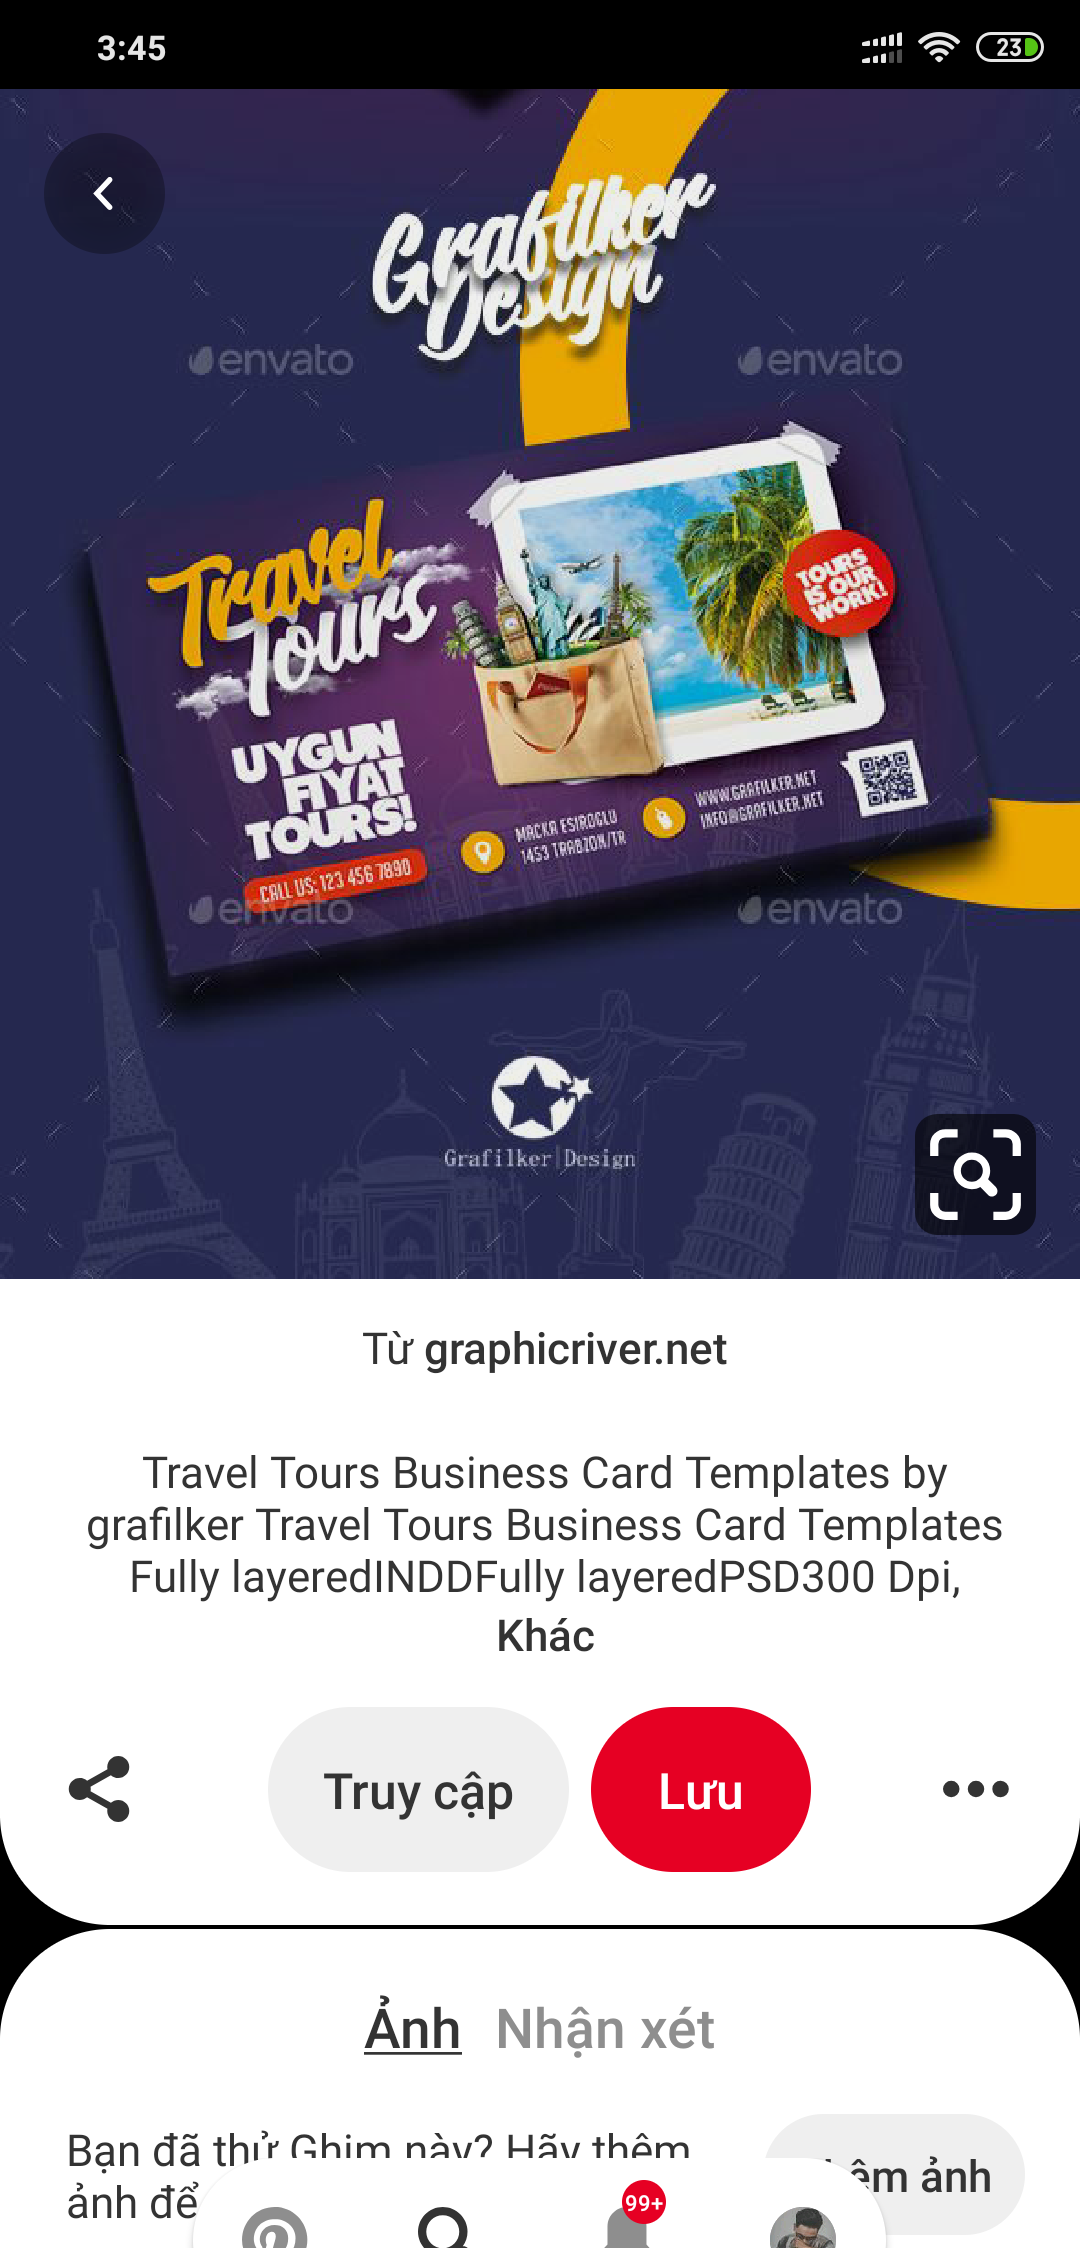 3:45
23
Grafilker
Design
envato
envato
Travel
Tours
TOURS
IS OUR
WORK!
UYGUN
FIYAT
TOURS!
CALL US: 123 456 7890
MACKA ESIROGLU
1453 TRABZON/TR
WWW.GRAFILKER.NET
INFO@GRAFILKER.NET
envato
envato
Grafilker|Design
Từ graphicriver.net
Travel Tours Business Card Templates by
grafilker Travel Tours Business Card Templates
Fully layeredINDDFully layeredPSD300 Dpi,
Khác
Truy cập
Lưu
Ảnh
Nhận xét
Bạn đã thử Ghim này? Hãy thêm
ảnh để
êm ảnh
99+